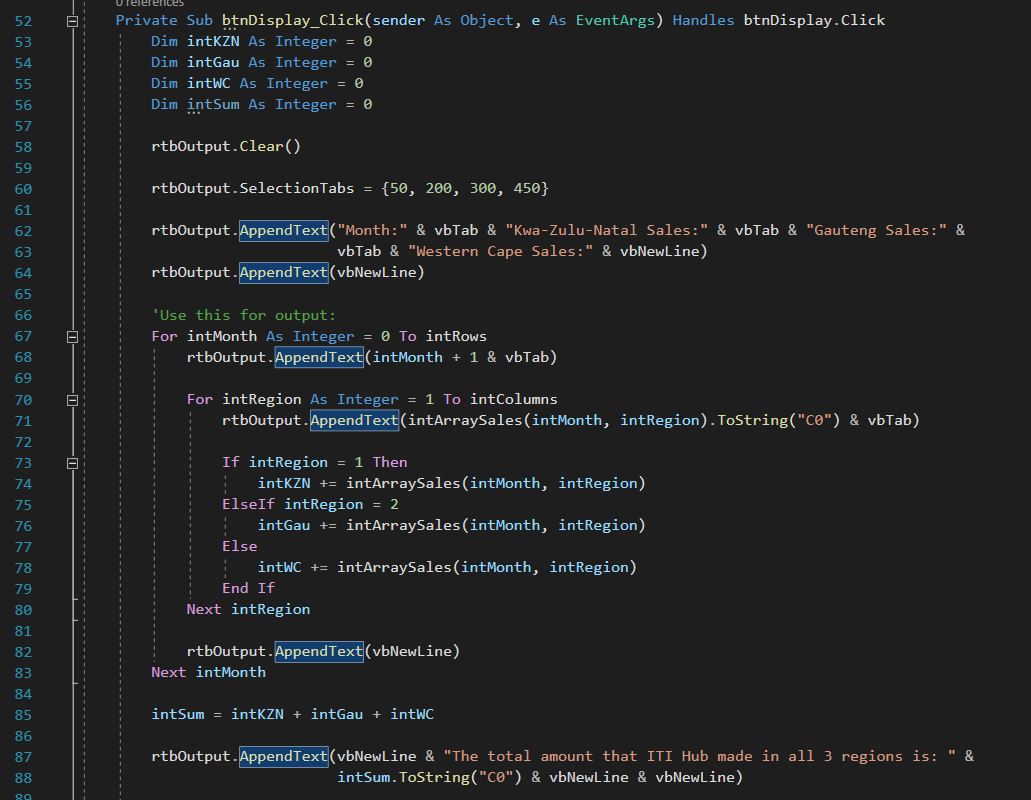 0 references
52 Private Sub btnDisplay_Click(sender As Object, e As EventArgs) Handles btnDisplay.Click
53 Dim intKZN As Integer = 0
54 Dim intGau As Integer = 0
55 Dim intWC As Integer = 0
56 Dim intSum As Integer = 0
57
58 rtbOutput.Clear()
59
60 rtbOutput.SelectionTabs = {50, 200, 300, 450}
61
62 rtbOutput.AppendText("Month:" & vbTab & "Kwa-Zulu-Natal Sales:" & vbTab & "Gauteng Sales:" &
63 vbTab & "Western Cape Sales:" & vbNewLine)
64 rtbOutput.AppendText(vbNewLine)
65
66 'Use this for output:
67 For intMonth As Integer = 0 To intRows
68 rtbOutput.AppendText(intMonth + 1 & vbTab)
69
70 For intRegion As Integer = 1 To intColumns
71 rtbOutput.AppendText(intArraySales(intMonth, intRegion).ToString("C0") & vbTab)
72
73 If intRegion = 1 Then
74 intKZN += intArraySales(intMonth, intRegion)
75 ElseIf intRegion = 2
76 intGau += intArraySales(intMonth, intRegion)
77 Else
78 intWC += intArraySales(intMonth, intRegion)
79 End If
80 Next intRegion
81
82 rtbOutput.AppendText(vbNewLine)
83 Next intMonth
84
85 intSum = intKZN + intGau + intWC
86
87 rtbOutput.AppendText(vbNewLine & "The total amount that ITI Hub made in all 3 regions is: " &
88 intSum.ToString("C0") & vbNewLine & vbNewLine)
89